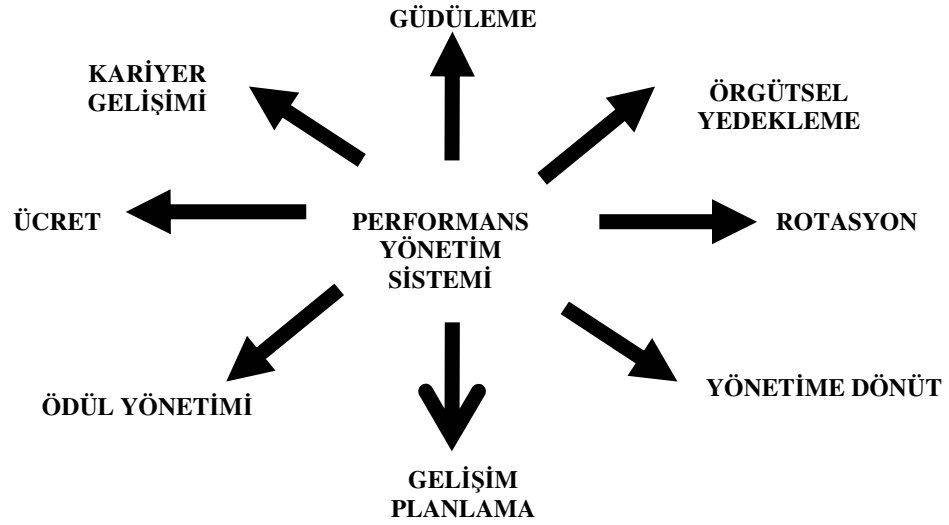 GÜDÜLEME
KARİYER
GELİŞİMİ
ÖRGÜTSEL
YEDEKLEME
ÜCRET
PERFORMANS
YÖNETİM
SİSTEMİ
ROTASYON
ÖDÜL YÖNETİMİ
YÖNETİME DÖNÜT
GELİŞİM
PLANLAMA